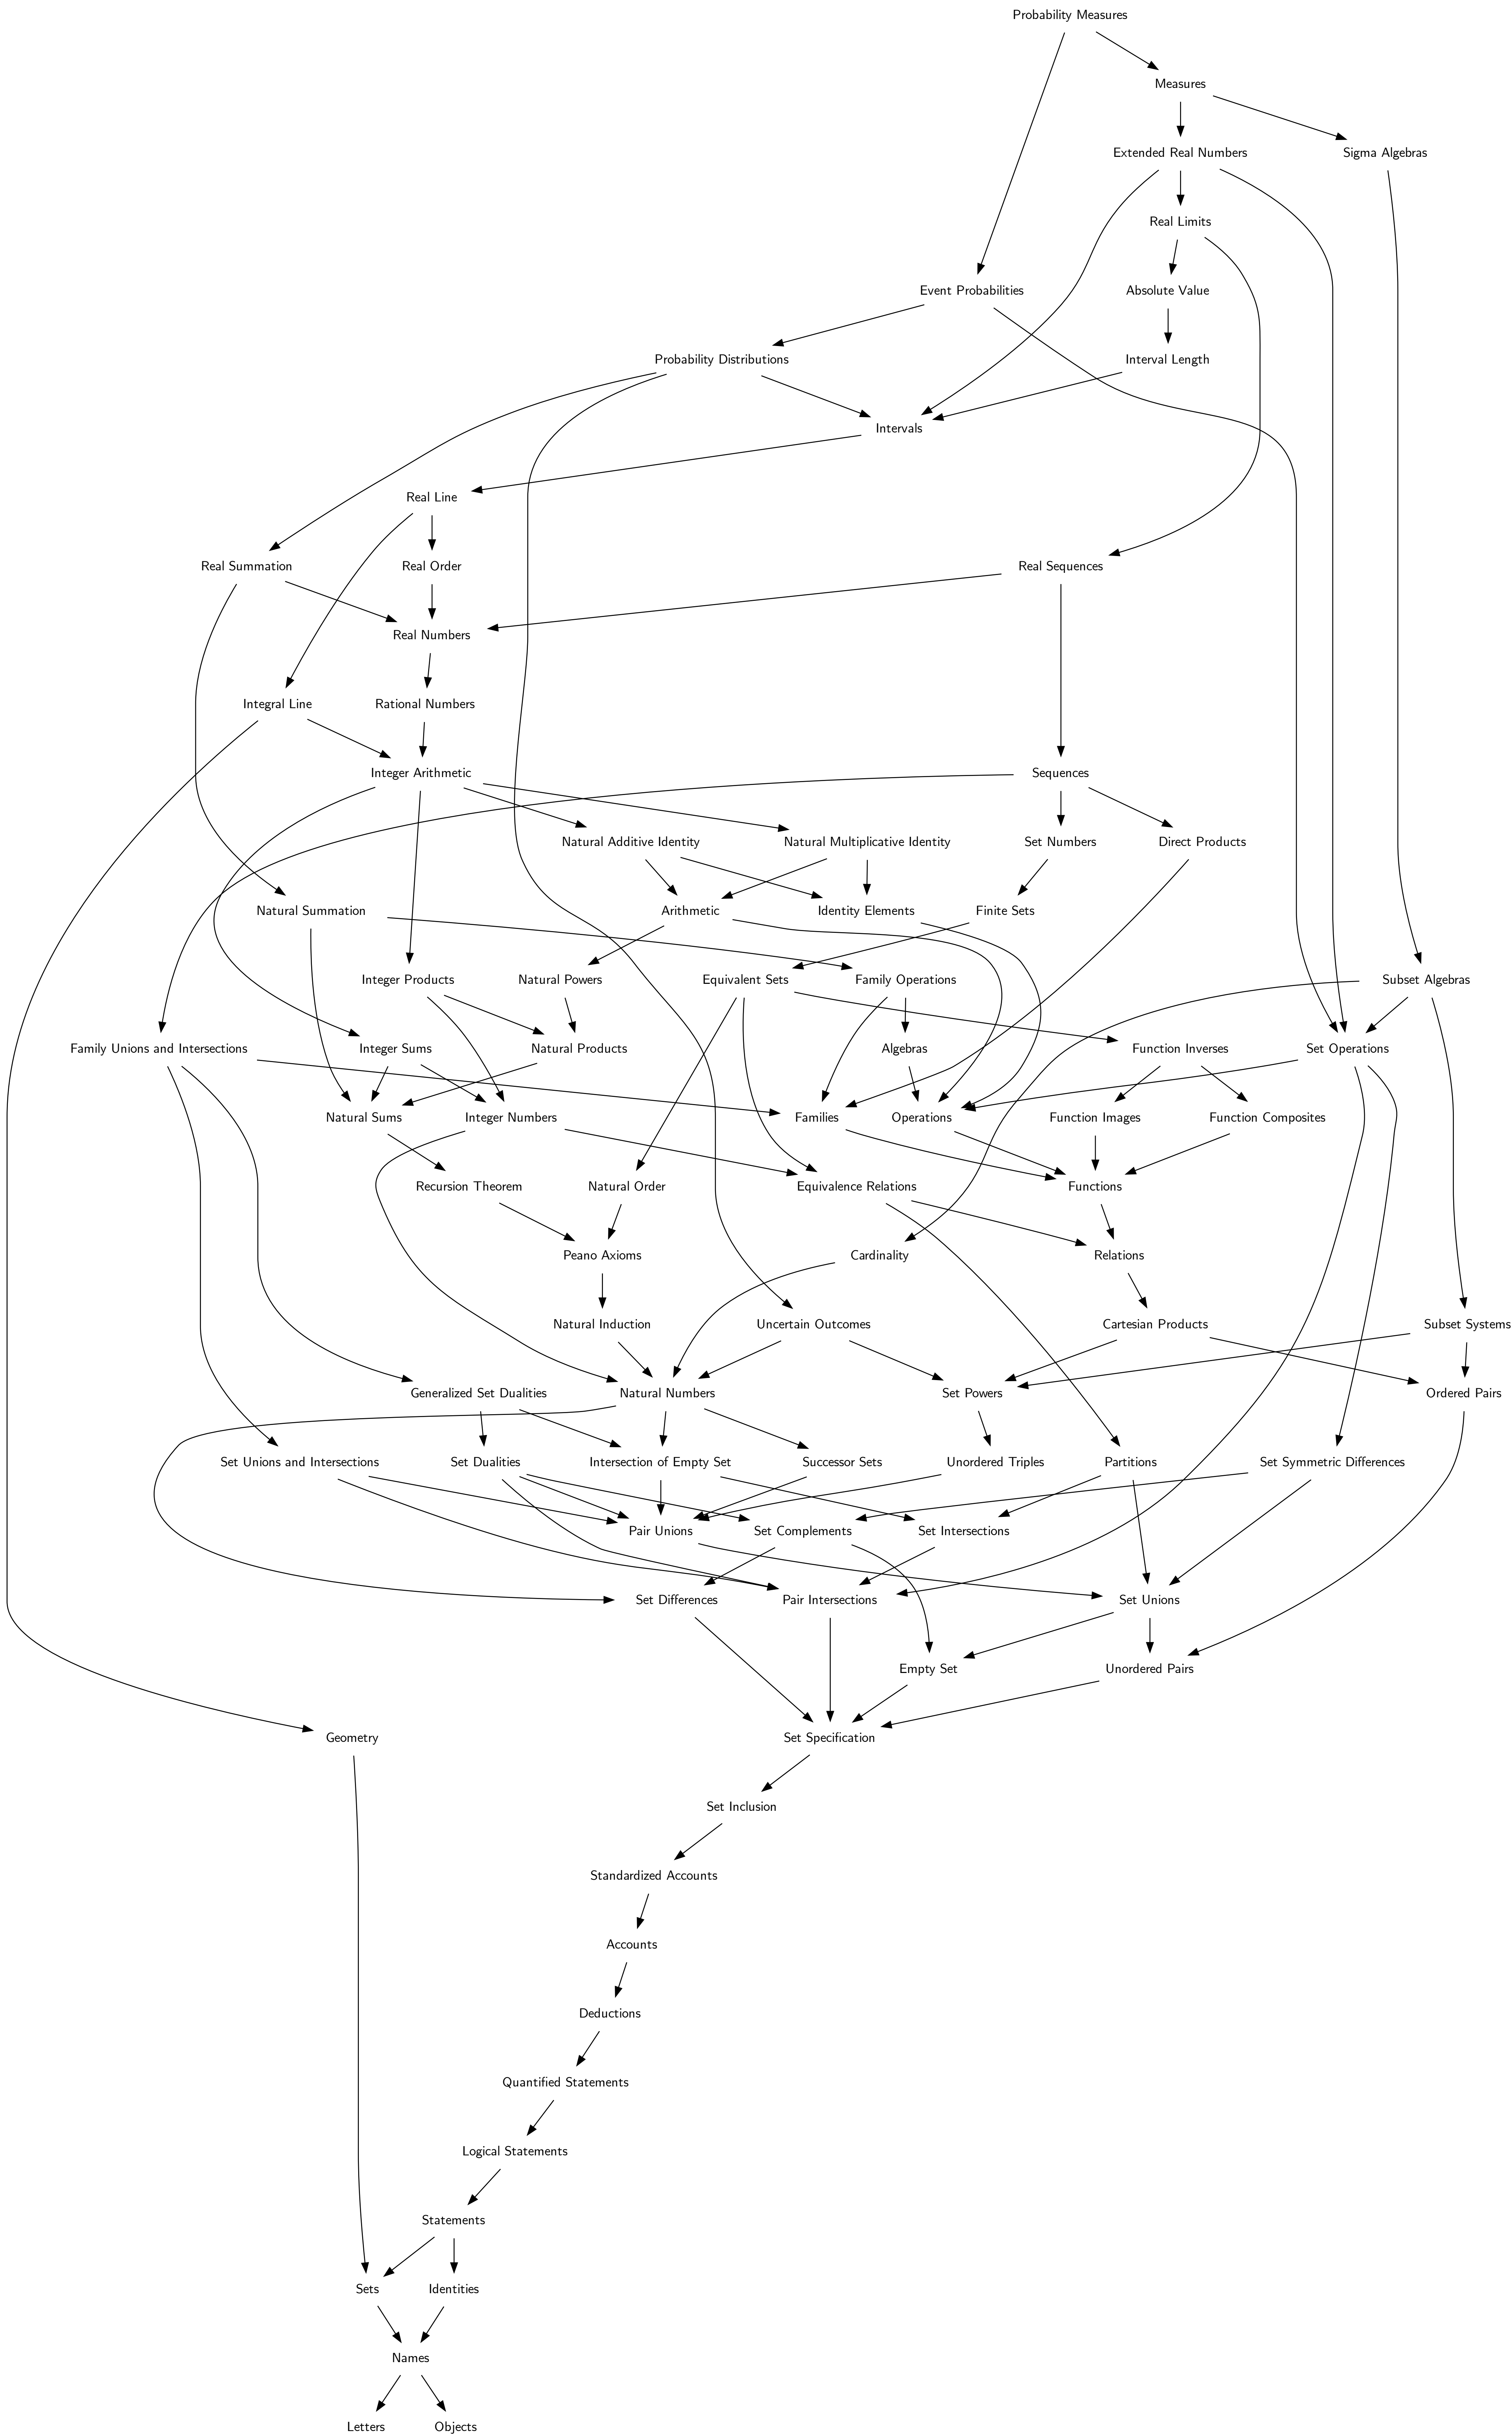 Probability Measures
Measures
Extended Real Numbers
Sigma Algebras
Real Limits
Event Probabilities
Absolute Value
Probability Distributions
Interval Length
Intervals
Real Line
Real Summation
Real Order
Real Sequences
Real Numbers
Integral Line
Rational Numbers
Integer Arithmetic
Sequences
Natural Additive Identity
Natural Multiplicative Identity
Set Numbers
Direct Products
Natural Summation
Arithmetic
Identity Elements
Finite Sets
Integer Products
Natural Powers
Equivalent Sets
Family Operations
Subset Algebras
Family Unions and Intersections
Integer Sums
Natural Products
Algebras
Function Inverses
Set Operations
Natural Sums
Integer Numbers
Families
Operations
Function Images
Function Composites
Recursion Theorem
Natural Order
Equivalence Relations
Functions
Peano Axioms
Cardinality
Relations
Natural Induction
Uncertain Outcomes
Cartesian Products
Subset Systems
Generalized Set Dualities
Natural Numbers
Set Powers
Ordered Pairs
Set Unions and Intersections
Set Dualities
Intersection of Empty Set
Successor Sets
Unordered Triples
Partitions
Set Symmetric Differences
Pair Unions
Set Complements
Set Intersections
Set Differences
Pair Intersections
Set Unions
Empty Set
Unordered Pairs
Geometry
Set Specification
Set Inclusion
Standardized Accounts
Accounts
Deductions
Quantified Statements
Logical Statements
Statements
Sets
Identities
Names
Letters
Objects